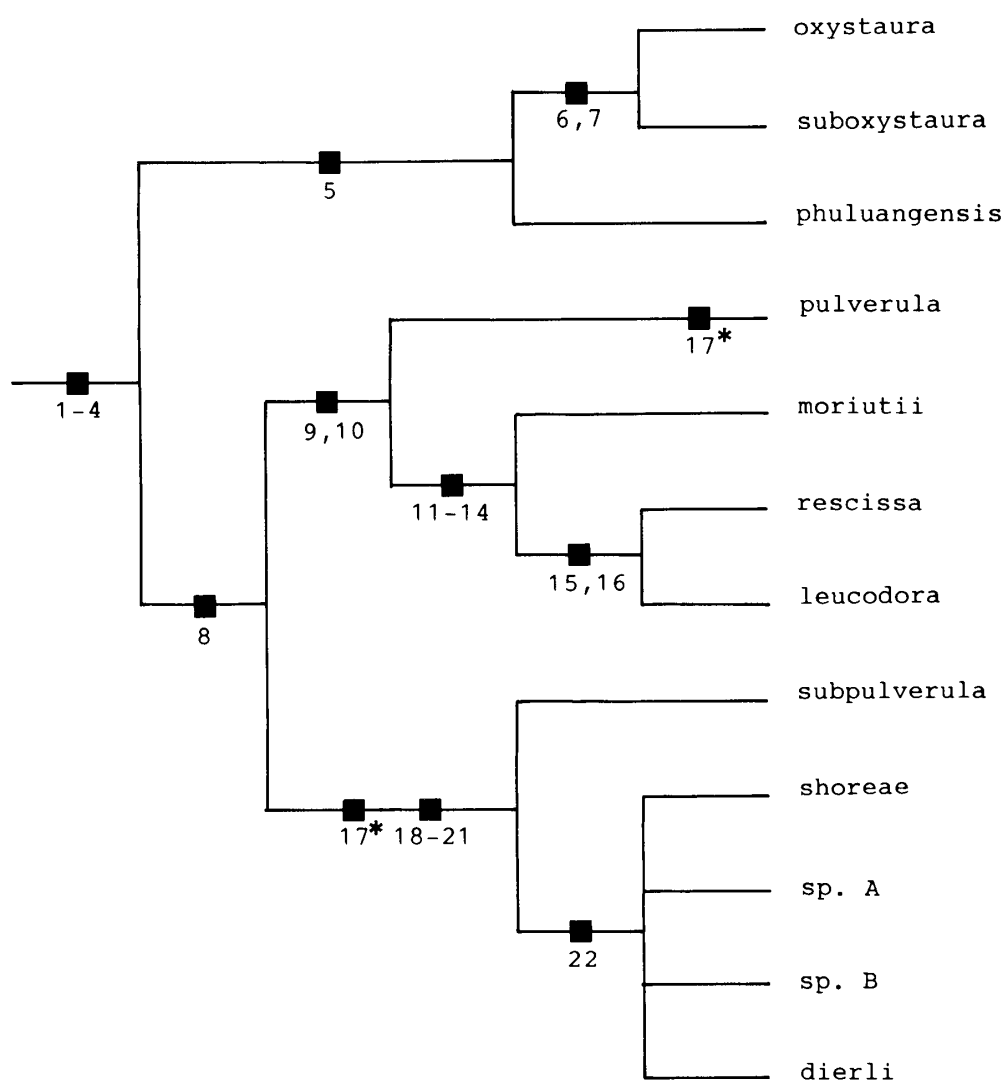 oxystaura
6,7
suboxystaura
5
phuluangensis
pulverula
17*
1-4
moriutii
9,10
11-14
rescissa
15,16
leucodora
8
subpulverula
shoreae
17* 18-21
sp. A
22
sp. B
dierli